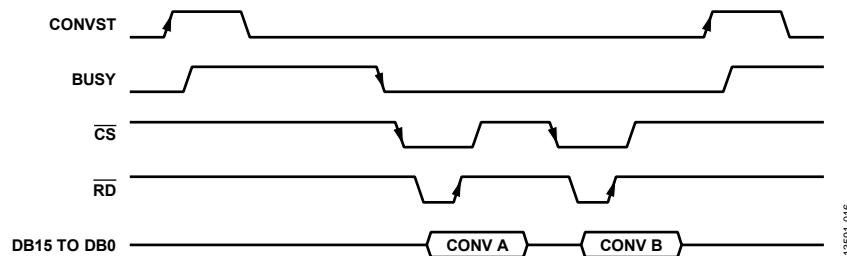 CONVST
BUSY
CS
RD
DB15 TO DB0
CONV A
CONV B